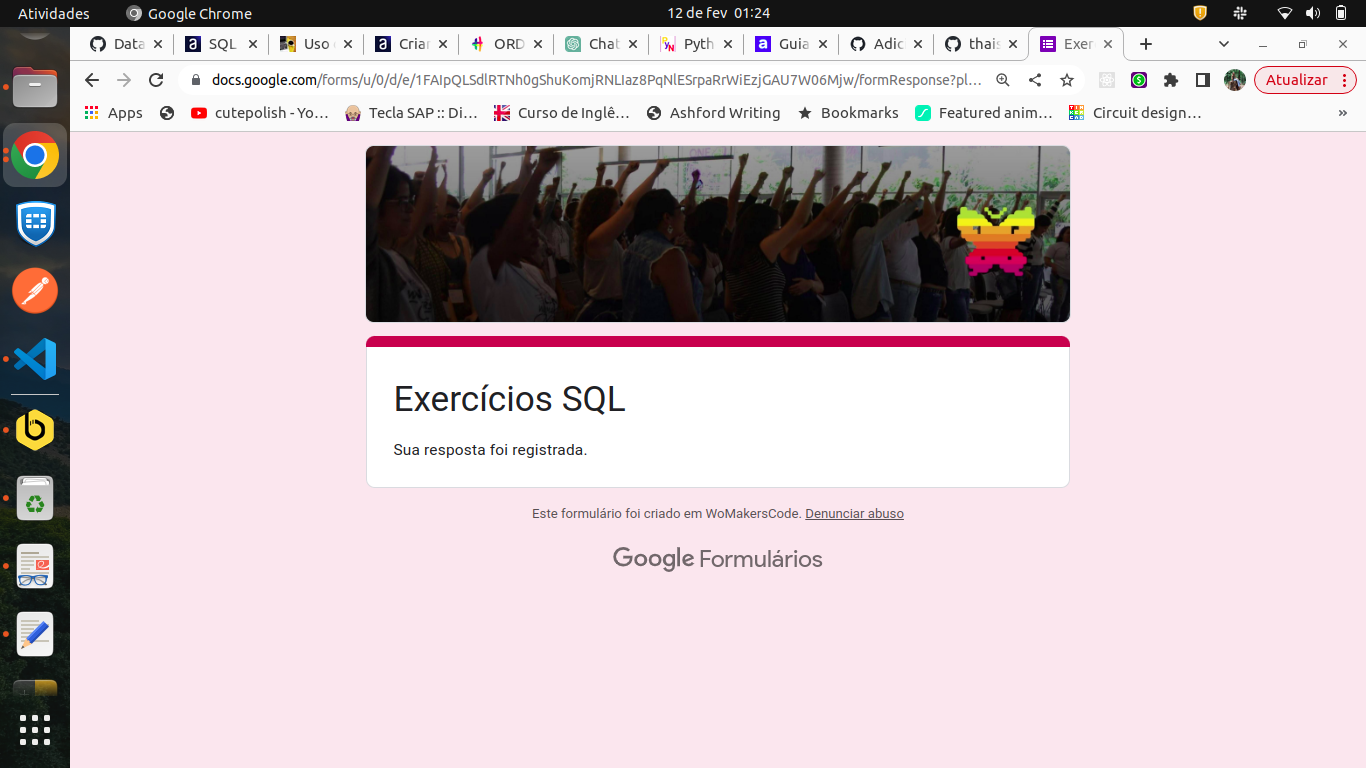 Atividades
Google Chrome
12 de fev 01:24
Data
SQL
Uso
Criar
ORD
Chat
Pyth
Guia
Adic
thais
Exer
docs.google.com/forms/u/0/d/e/1FAIpQLSdlRTNh0gShuKomjRNLIaz8PqNlESrpaRrWiEzjGAU7W06Mjw/formResponse?pl…
Atualizar
Apps
cutepolish - Yo…
Tecla SAP :: Di…
Curso de Inglê…
Ashford Writing
Bookmarks
Featured anim…
Circuit design…
»
Exercícios SQL
Sua resposta foi registrada.
Este formulário foi criado em WoMakersCode. Denunciar abuso
Google Formulários